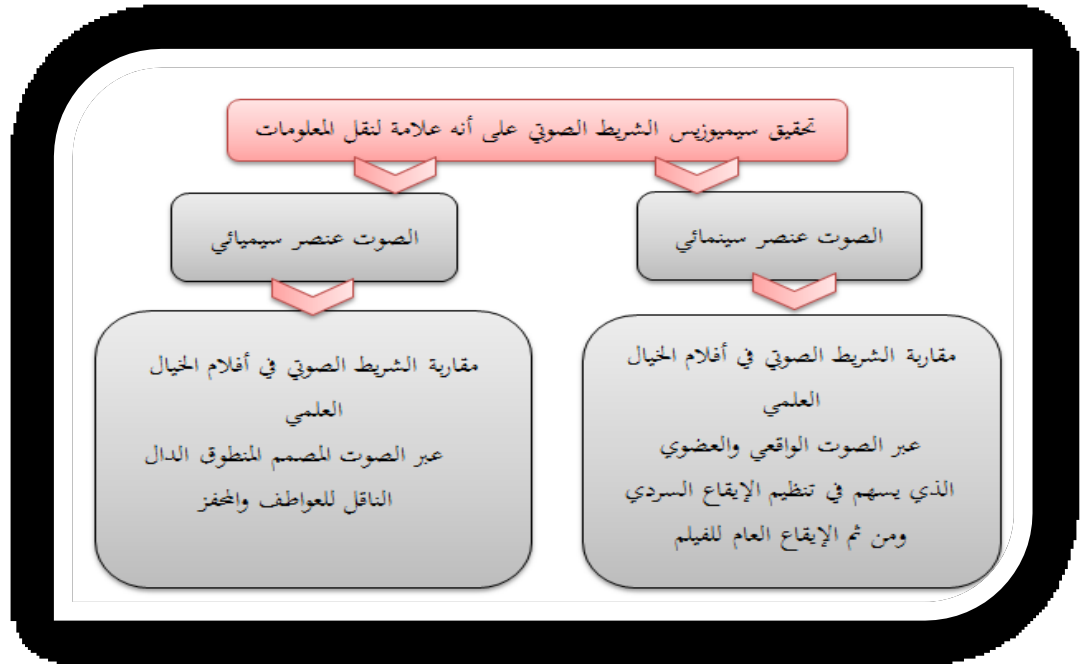 تحقيق سيميوزيس الشريط الصوتي على أنه علامة لنقل المعلومات
الصوت عنصر سينمائي
الصوت عنصر سيميائي
مقاربة الشريط الصوتي في أفلام الخيال
العلمي
عبر الصوت الواقعي والعضوي
الذي يسهم في تنظيم الإيقاع السردي
ومن ثم الإيقاع العام للفيلم
مقاربة الشريط الصوتي في أفلام الخيال
العلمي
عبر الصوت المصمم المنطوق الدال
الناقل للعواطف والمحفز